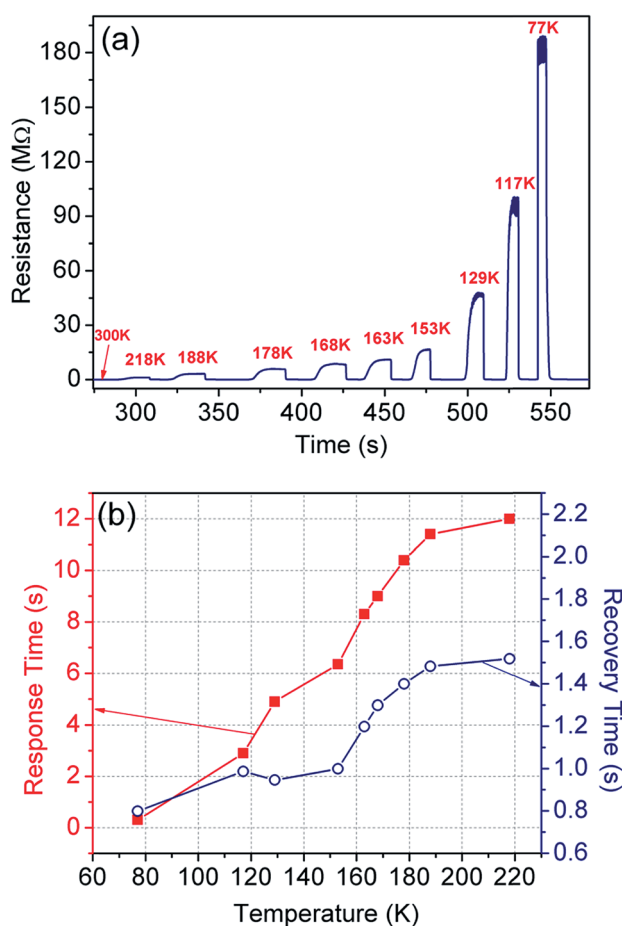 (a)
Resistance (MΩ)
180
150
120
90
60
30
0
77K
117K
129K
153K
163K
168K
178K
188K
218K
300K
300 350 400 450 500 550
Time (s)
(b)
Response Time (s)
12
10
8
6
4
2
0
2.2
2.0
1.8
1.6
1.4
1.2
1.0
0.8
0.6
Recovery Time (s)
60 80 100 120 140 160 180 200 220
Temperature (K)